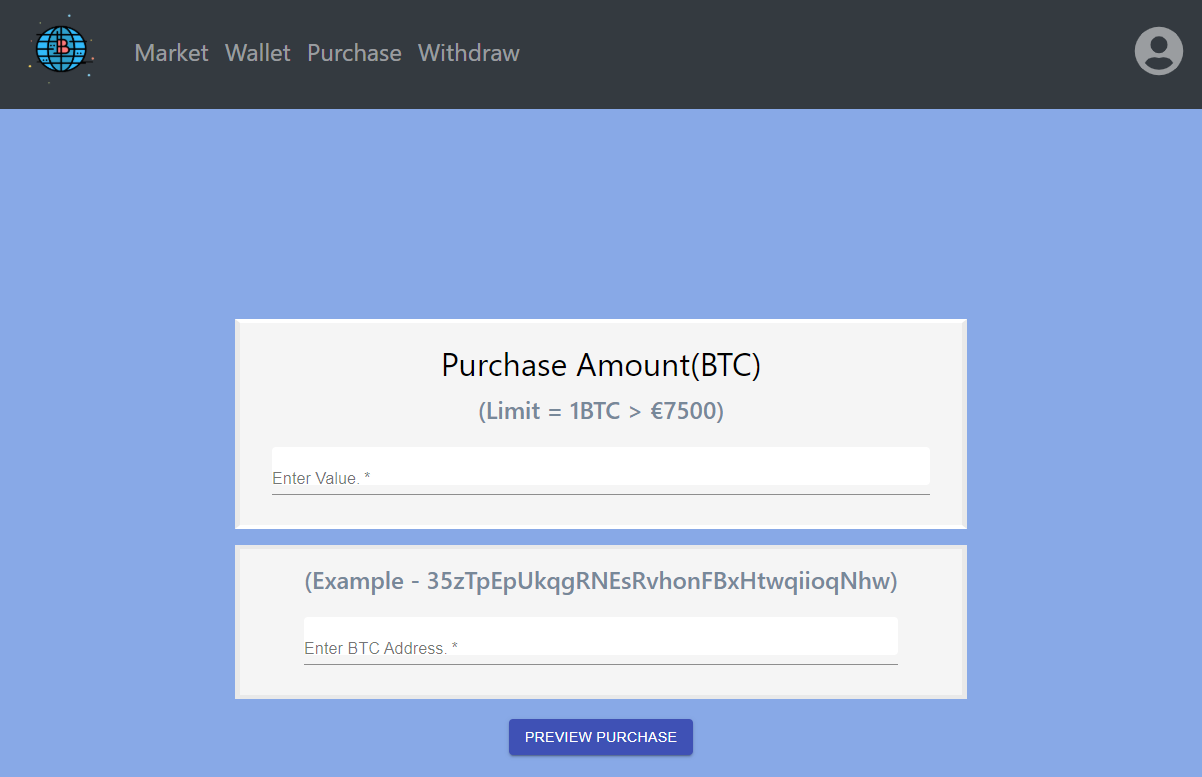 Market Wallet Purchase Withdraw
Purchase Amount(BTC)
(Limit = 1BTC > €7500)
Enter Value. *
(Example - 35zTpEpUkqgRNEsRvhonFBxHtwqiioqNhw)
Enter BTC Address. *
PREVIEW PURCHASE